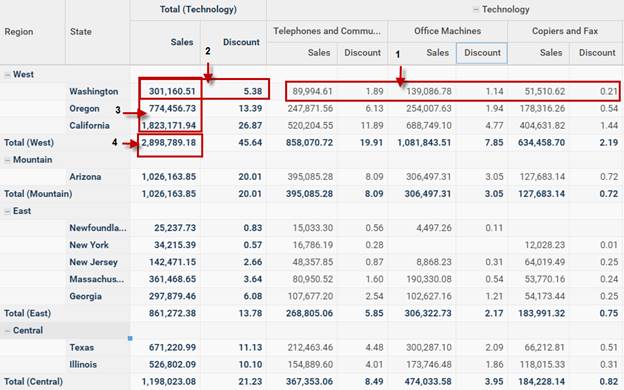 Total (Technology) Technology
Region State Sales Discount Telephones and Commu... Office Machines Copiers and Fax
2 1 Sales Discount Sales Discount Sales Discount
West
Washington 301,160.51 5.38 89,994.61 1.89 139,086.78 1.14 51,510.62 0.21
3 Oregon 774,456.73 13.39 247,871.56 6.13 254,007.63 1.94 178,316.26 0.54
California 1,823,171.94 26.87 520,204.55 11.89 688,749.10 4.77 404,631.82 1.44
Total (West) 4 2,898,789.18 45.64 858,070.72 19.91 1,081,843.51 7.85 634,458.70 2.19
Mountain
Arizona 1,026,163.85 20.01 395,085.28 8.09 306,497.31 3.05 127,683.14 0.72
Total (Mountain) 1,026,163.85 20.01 395,085.28 8.09 306,497.31 3.05 127,683.14 0.72
East
Newfoundla... 25,237.73 0.83 15,033.30 0.56 4,497.26 0.11
New York 34,215.39 0.57 16,786.19 0.28 12,028.23 0.01
New Jersey 142,471.15 2.66 48,357.85 0.87 8,868.23 0.31 64,019.49 0.25
Massachus... 361,468.65 3.64 80,950.52 1.60 190,330.08 0.54 53,770.16 0.24
Georgia 297,879.46 6.08 107,677.20 2.54 102,627.16 1.21 54,173.44 0.25
Total (East) 861,272.38 13.78 268,805.06 5.85 306,322.73 2.17 183,991.32 0.75
Central
Texas 671,220.99 11.13 212,463.46 4.48 300,287.10 2.09 66,212.81 0.51
Illinois 526,802.09 10.10 154,889.60 4.01 173,746.48 1.86 118,015.33 0.31
Total (Central) 1,198,023.08 21.23 367,353.06 8.49 474,033.58 3.95 184,228.14 0.82